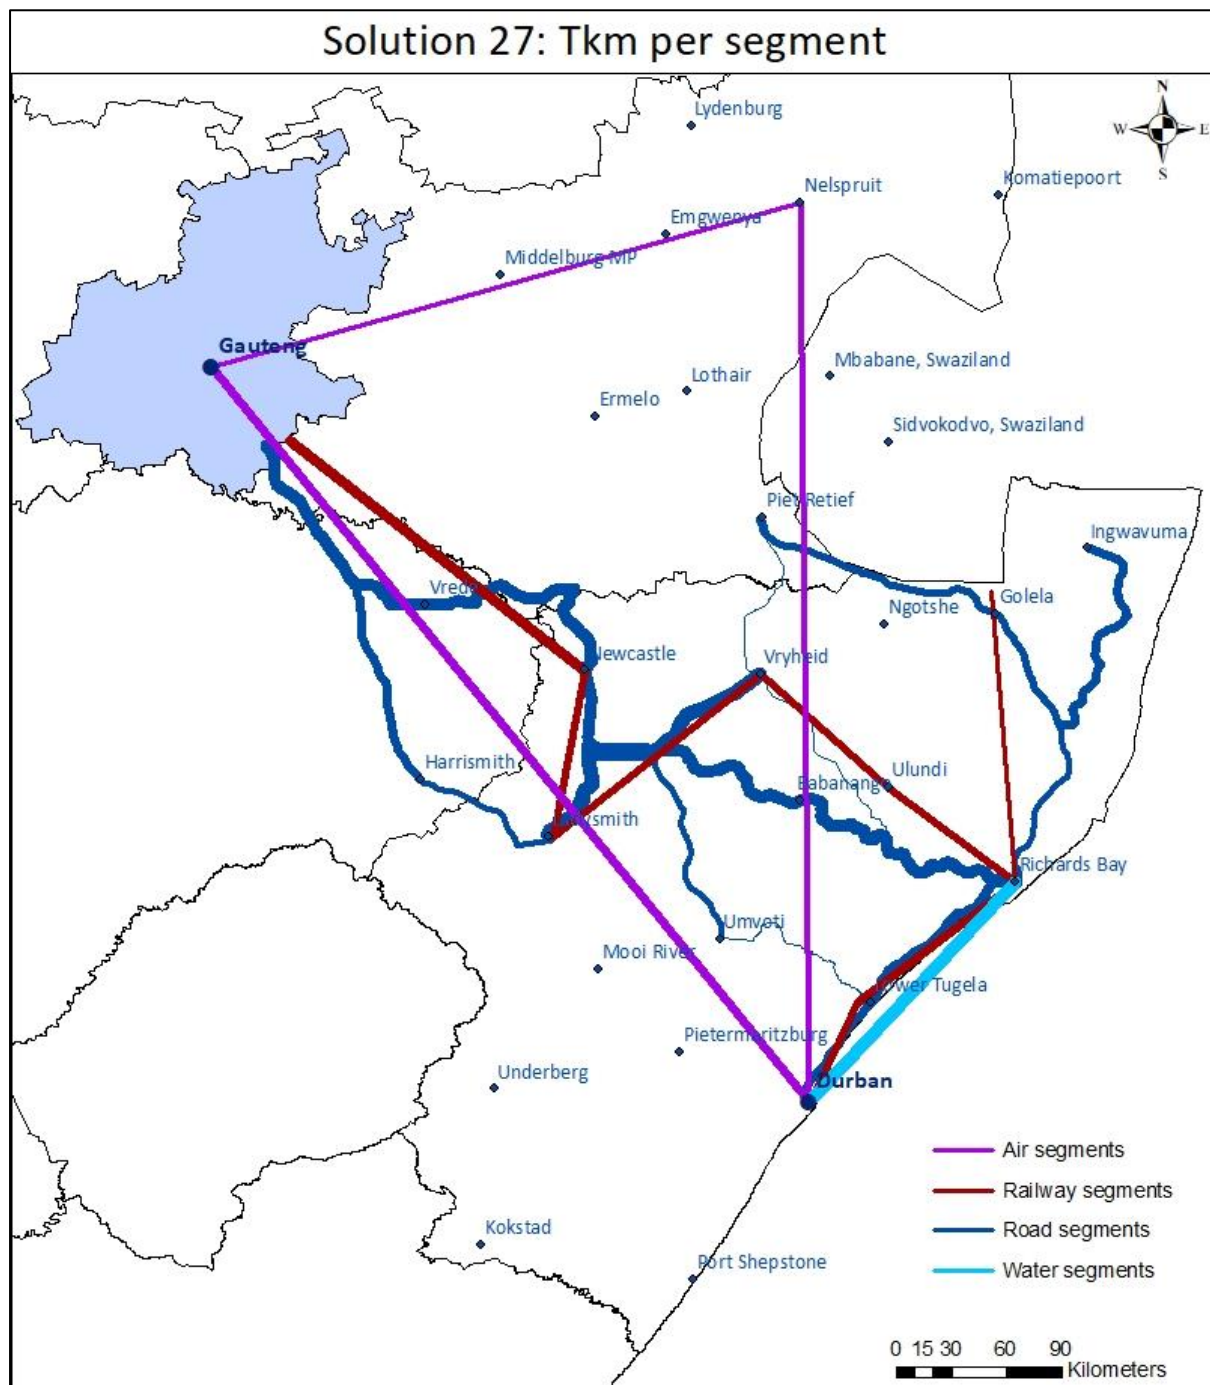 Solution 27: Tkm per segment
N
W E
S
Lydenburg
Komatiepoort
Nelspruit
Emgwenya
Middelburg MP
Gauteng
Mbabane, Swaziland
Lothair
Ermelo
Sidvokodvo, Swaziland
Piet Retief
Ingwavuma
Vrede
Golela
Ngotshe
Newcastle
Vryheid
Harrismith
Ulundi
Babanango
Ladysmith
Richards Bay
Umvoti
Mooi River
Lower Tugela
Pietermaritzburg
Underberg
Durban
Air segments
Railway segments
Road segments
Water segments
Kokstad
Port Shepstone
0 15 30 60 90
Kilometers